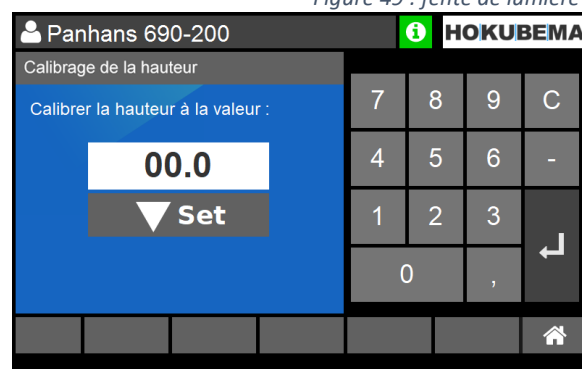 Figure 49 : fente de lumière
Panhans 690-200
HOKUBEMA
Calibrage de la hauteur
Calibrer la hauteur à la valeur :
00.0
Set
7 8 9 C
4 5 6 -
1 2 3
0 ,